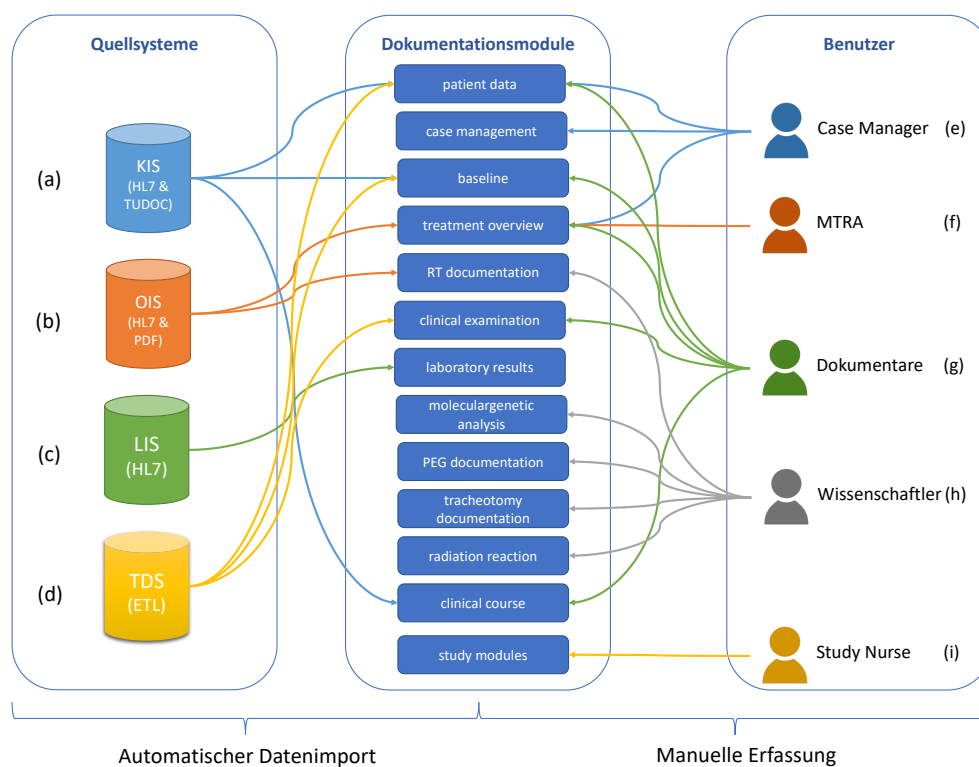 Quellsysteme
(a)
KIS
(HL7 &
TUDOC)
(b)
OIS
(HL7 &
PDF)
(c)
LIS
(HL7)
(d)
TDS
(ETL)
Dokumentationsmodule
patient data
case management
baseline
treatment overview
RT documentation
clinical examination
laboratory results
moleculargenetic
analysis
PEG documentation
tracheotomy
documentation
radiation reaction
clinical course
study modules
Benutzer
Case Manager (e)
MTRA (f)
Dokumentare (g)
Wissenschaftler (h)
Study Nurse (i)
Automatischer Datenimport
Manuelle Erfassung